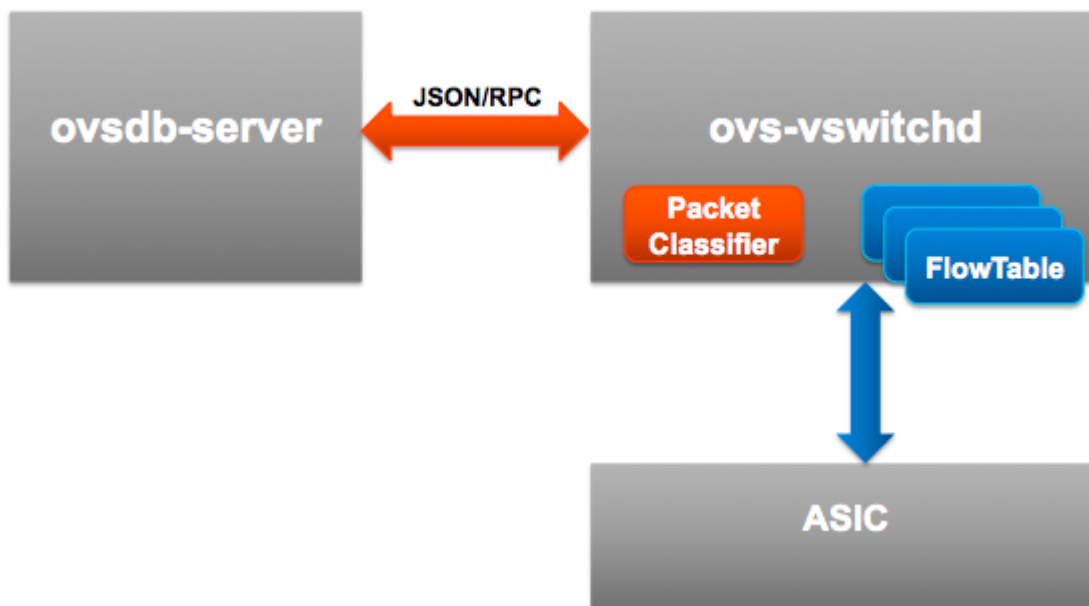 JSON/RPC
ovsdb-server
ovs-vswitchd
Packet
Classifier
FlowTable
ASIC